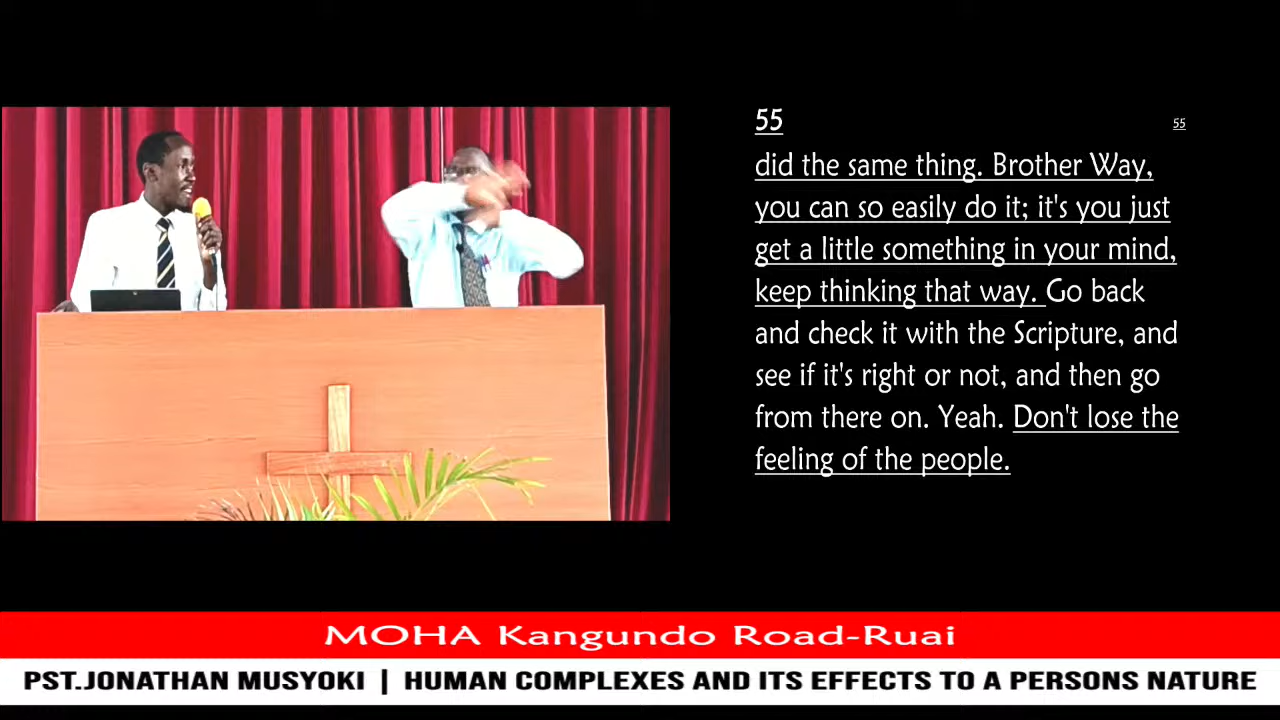 55
55
did the same thing. Brother Way,
you can so easily do it; it's you just
get a little something in your mind,
keep thinking that way. Go back
and check it with the Scripture, and
see if it's right or not, and then go
from there on. Yeah. Don't lose the
feeling of the people.
MOHA Kangundo Road-Ruai
PST.JONATHAN MUSYOKI | HUMAN COMPLEXES AND ITS EFFECTS TO A PERSONS NATURE